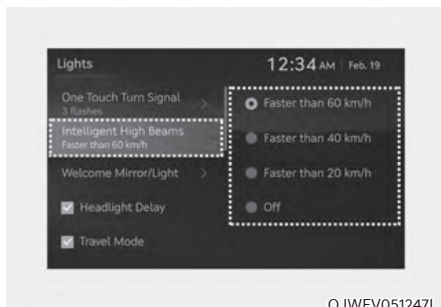 Lights
12:34 AM Feb. 19
One Touch Turn Signal
3 flashes
Intelligent High Beams
Faster than 60 km/h
Welcome Mirror/Light
Headlight Delay
Travel Mode
Faster than 60 km/h
Faster than 40 km/h
Faster than 20 km/h
Off
OJWEV051247L